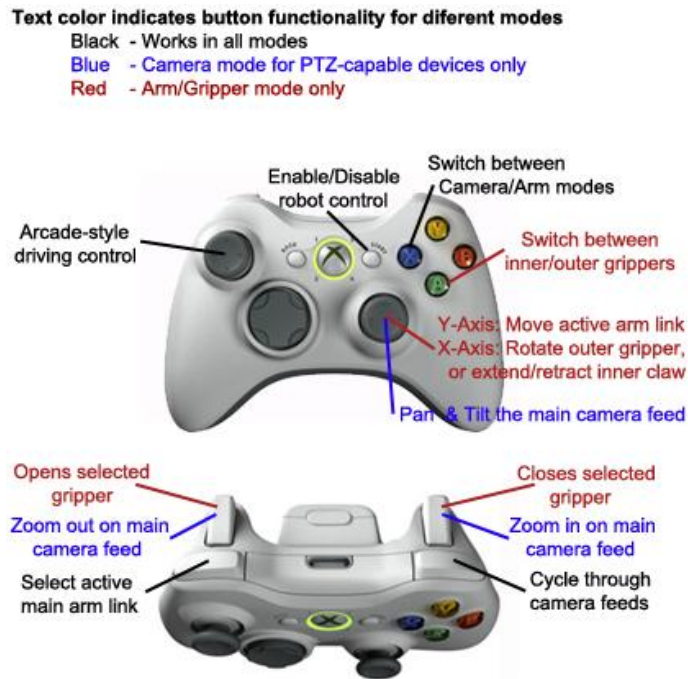 Text color indicates button functionality for diferent modes
Black - Works in all modes
Blue - Camera mode for PTZ-capable devices only
Red - Arm/Gripper mode only
Switch between
Camera/Arm modes
Enable/Disable
robot control
Arcade-style
driving control
Switch between
inner/outer grippers
Y-Axis: Move active arm link
X-Axis: Rotate outer gripper,
or extend/retract inner claw
Pan & Tilt the main camera feed
BACK
START
Y
X
B
A
Opens selected
gripper
Zoom out on main
camera feed
Select active
main arm link
Closes selected
gripper
Zoom in on main
camera feed
Cycle through
camera feeds